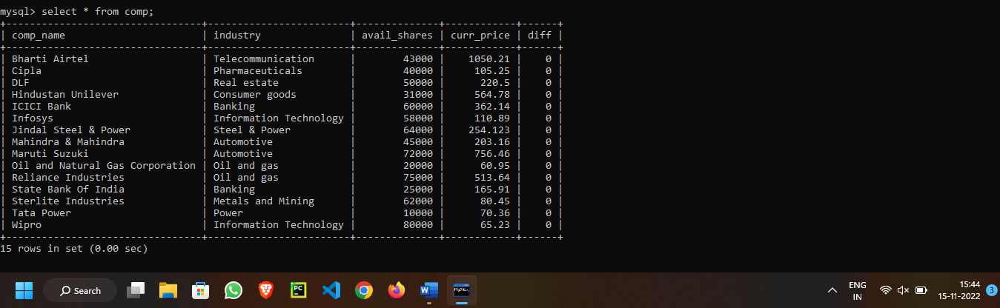 mysql> select * from comp;
+---------------------------------+------------------------+--------------+------------+------+
| comp_name | industry | avail_shares | curr_price | diff |
+---------------------------------+------------------------+--------------+------------+------+
| Bharti Airtel | Telecommunication | 43000 | 1050.21 | 0 |
| Cipla | Pharmaceuticals | 40000 | 105.25 | 0 |
| DLF | Real estate | 50000 | 220.5 | 0 |
| Hindustan Unilever | Consumer goods | 31000 | 564.78 | 0 |
| ICICI Bank | Banking | 60000 | 362.14 | 0 |
| Infosys | Information Technology | 58000 | 110.89 | 0 |
| Jindal Steel & Power | Steel & Power | 64000 | 254.123 | 0 |
| Mahindra & Mahindra | Automotive | 45000 | 203.16 | 0 |
| Maruti Suzuki | Automotive | 72000 | 756.46 | 0 |
| Oil and Natural Gas Corporation | Oil and gas | 20000 | 60.95 | 0 |
| Reliance Industries | Oil and gas | 75000 | 513.64 | 0 |
| State Bank Of India | Banking | 25000 | 165.91 | 0 |
| Sterlite Industries | Metals and Mining | 62000 | 80.45 | 0 |
| Tata Power | Power | 10000 | 70.36 | 0 |
| Wipro | Information Technology | 80000 | 65.23 | 0 |
+---------------------------------+------------------------+--------------+------------+------+
15 rows in set (0.00 sec)
Search
PC
W
MySQL
ENG
IN
15:44
15-11-2022
3